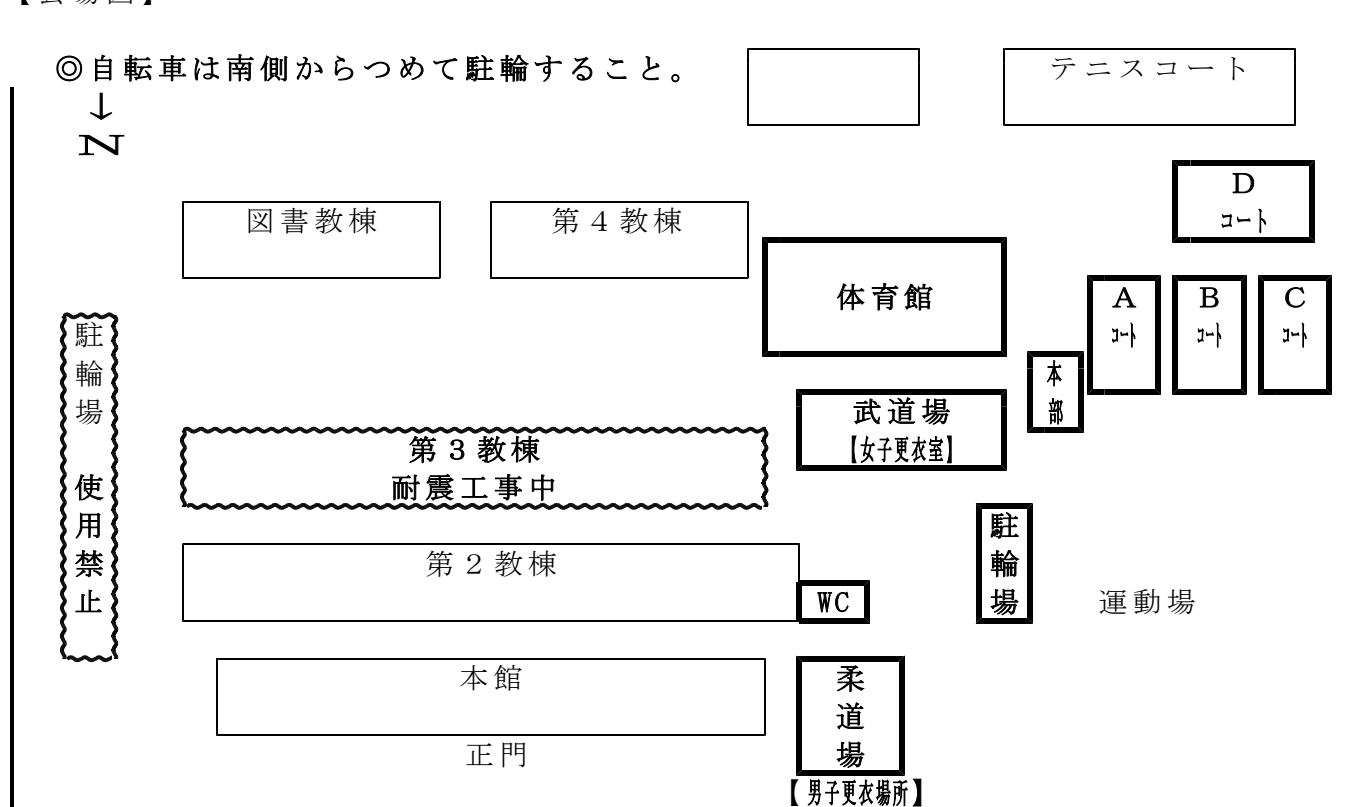 【会場図】
◎自転車は南側からつめて駐輪すること。
↓
N
テニスコート
D
コート
図書教棟
第４教棟
体育館
A
コート
B
コート
C
コート
本部
駐輪場　使用禁止
武道場
【女子更衣室】
第３教棟
耐震工事中
駐輪場
第２教棟
WC
運動場
本館
柔道場
正門
【男子更衣場所】